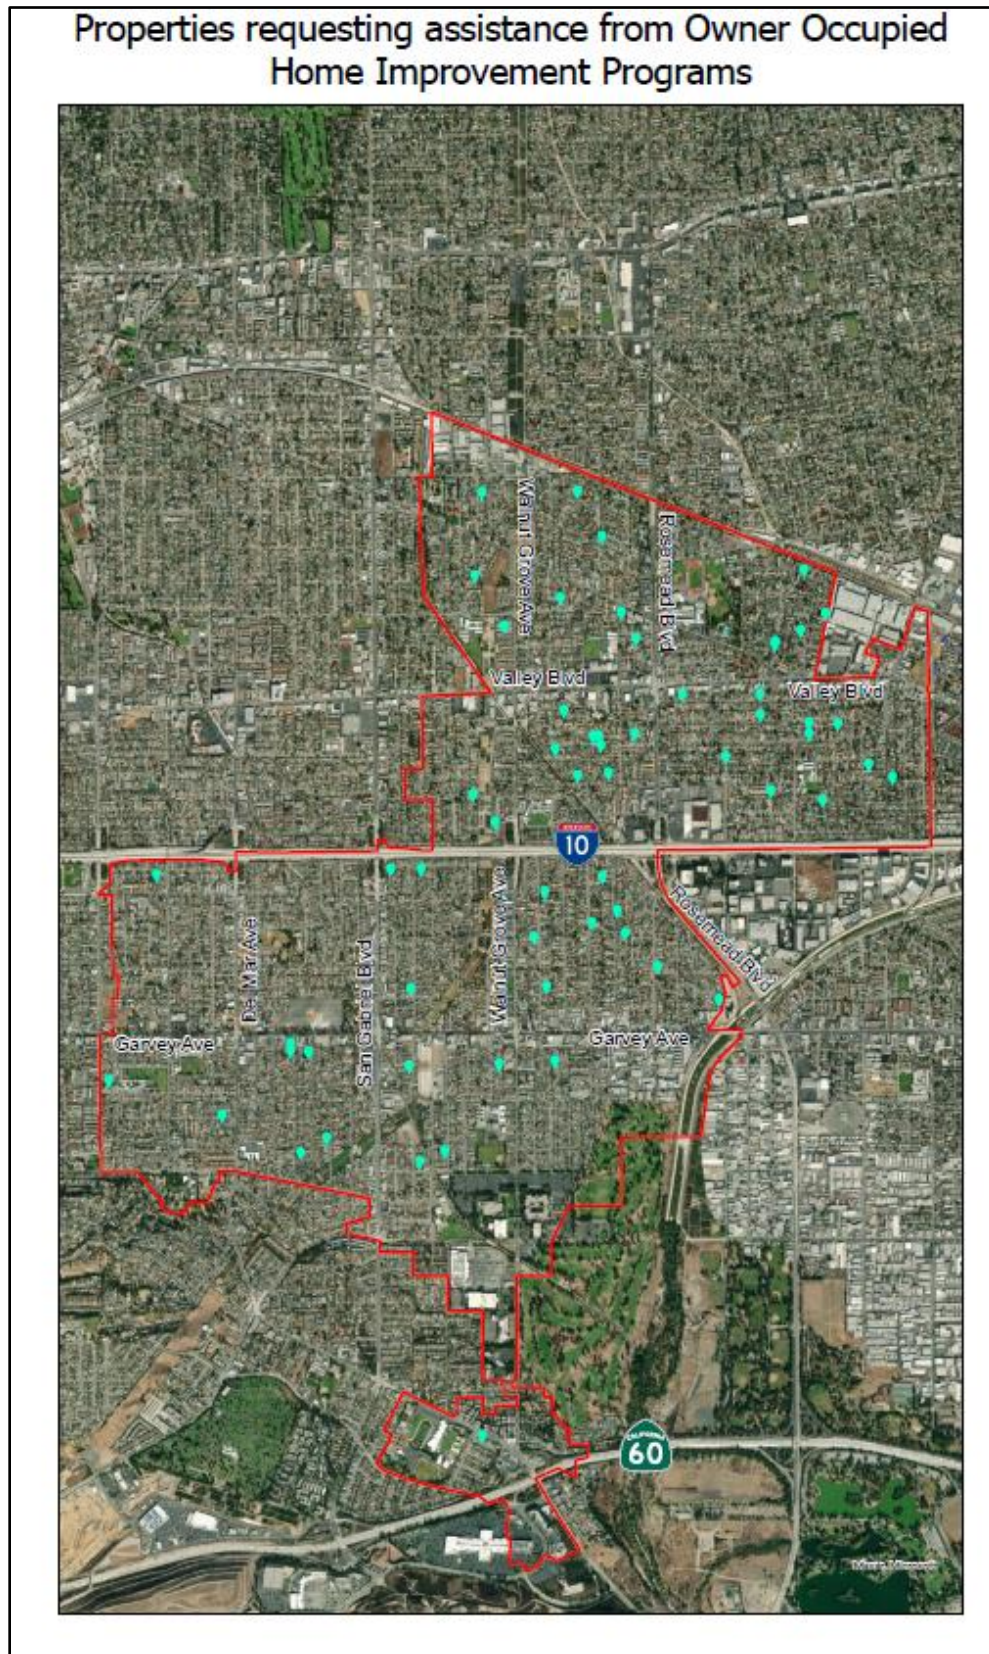 Properties requesting assistance from Owner Occupied
Home Improvement Programs
Walnut Grove Ave
Rosemead Blvd
Valley Blvd
Valley Blvd
10
Rosemead Blvd
Walnut Grove Ave
Del Mar Ave
San Gabriel Blvd
Garvey Ave
Garvey Ave
CALIFORNIA
60